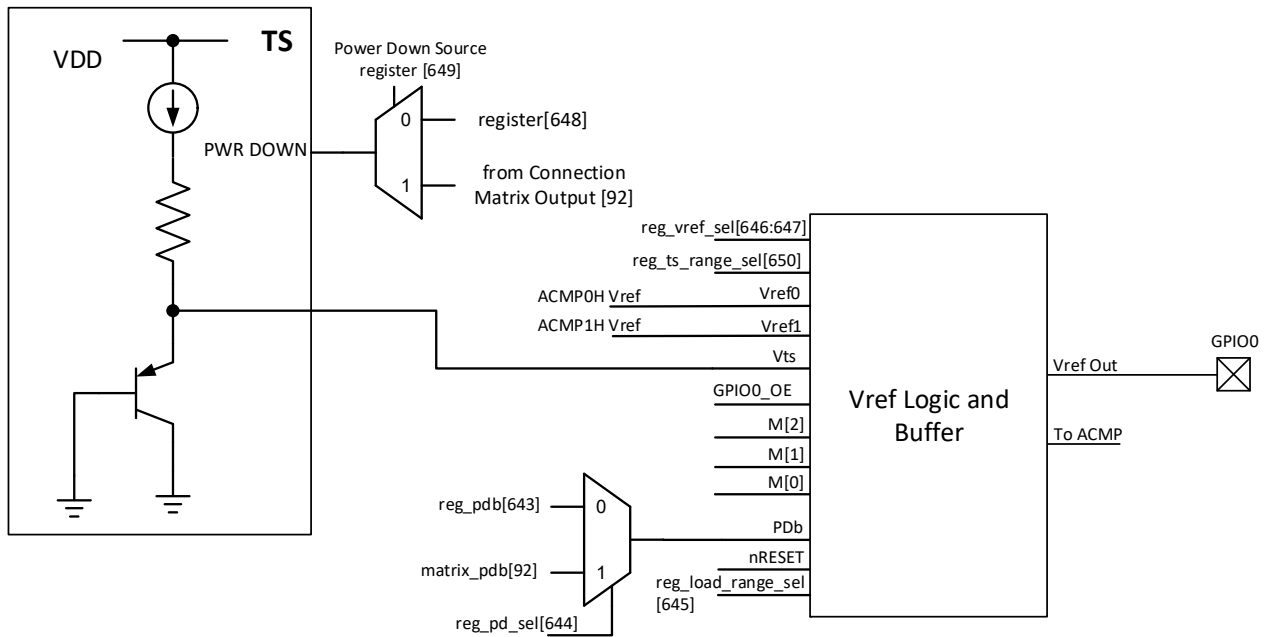 TS
VDD
PWR DOWN
Power Down Source
register [649]
0
1
register[648]
from Connection
Matrix Output [92]
reg_vref_sel[646:647]
reg_ts_range_sel[650]
ACMP0H Vref
Vref0
ACMP1H Vref
Vref1
Vts
GPIO0_OE
M[2]
M[1]
M[0]
reg_pdb[643]
0
matrix_pdb[92]
1
reg_pd_sel[644]
PDb
nRESET
reg_load_range_sel
[645]
Vref Logic and
Buffer
Vref Out
To ACMP
GPIO0